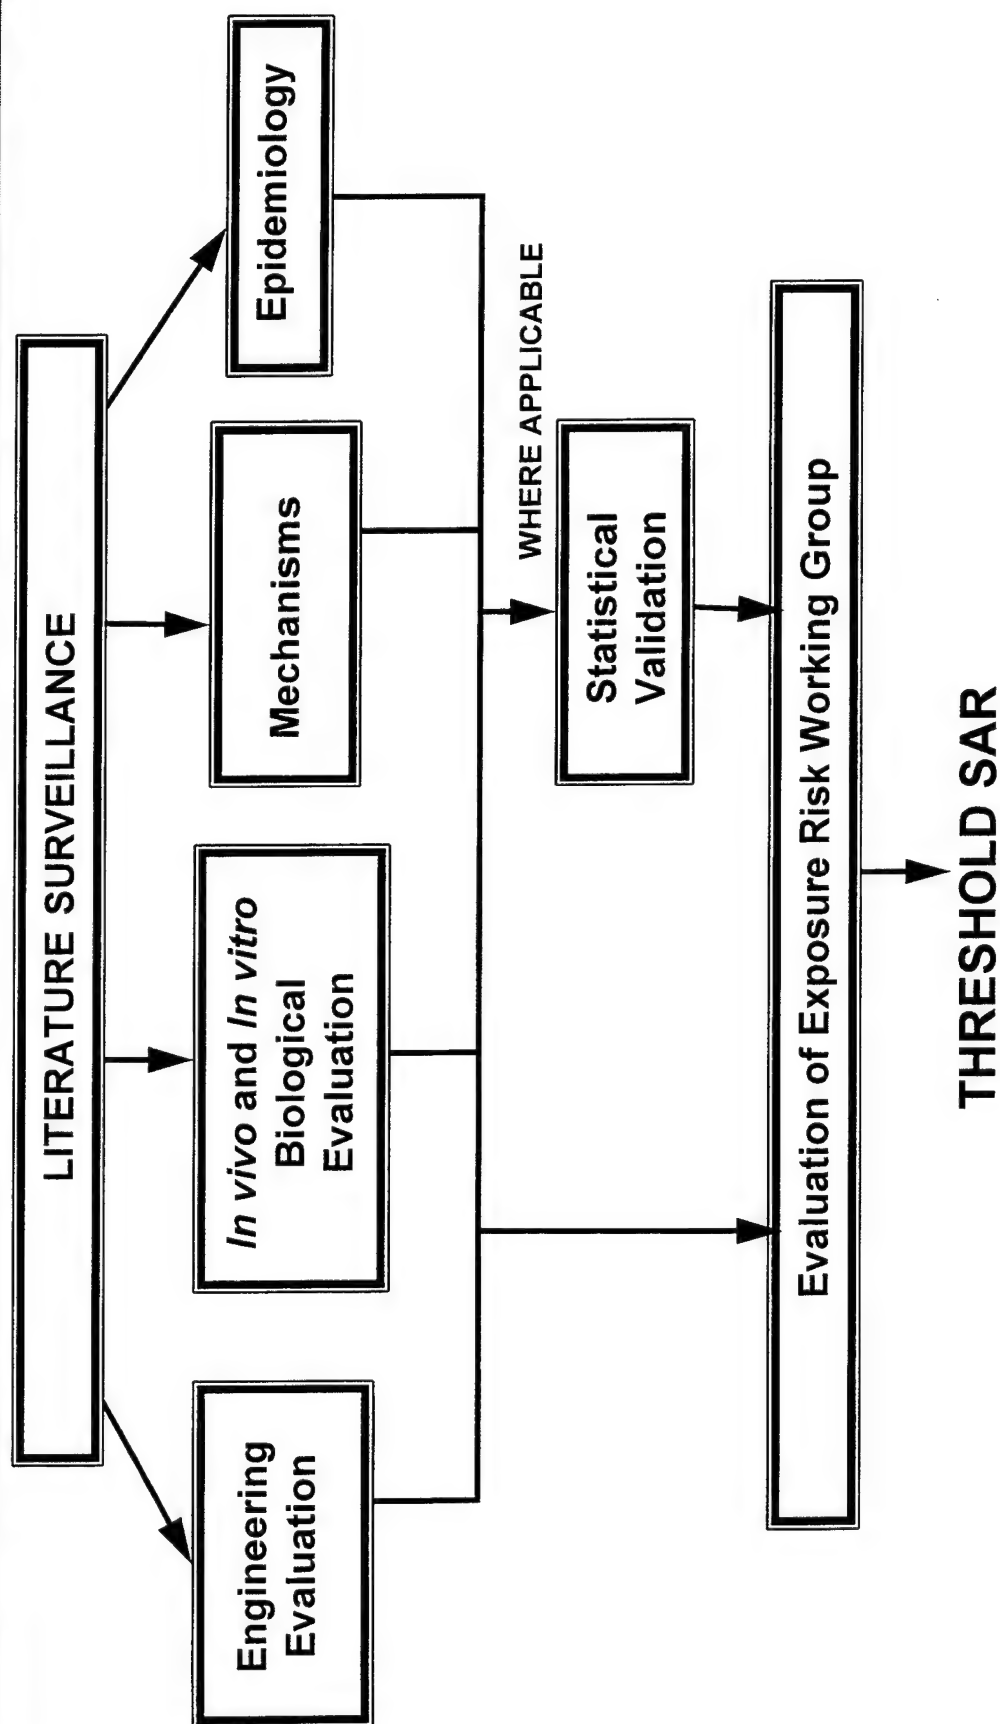 LITERATURE SURVEILLANCE
Engineering
Evaluation
In vivo and In vitro
Biological
Evaluation
Mechanisms
Epidemiology
WHERE APPLICABLE
Statistical
Validation
Evaluation of Exposure Risk Working Group
THRESHOLD SAR